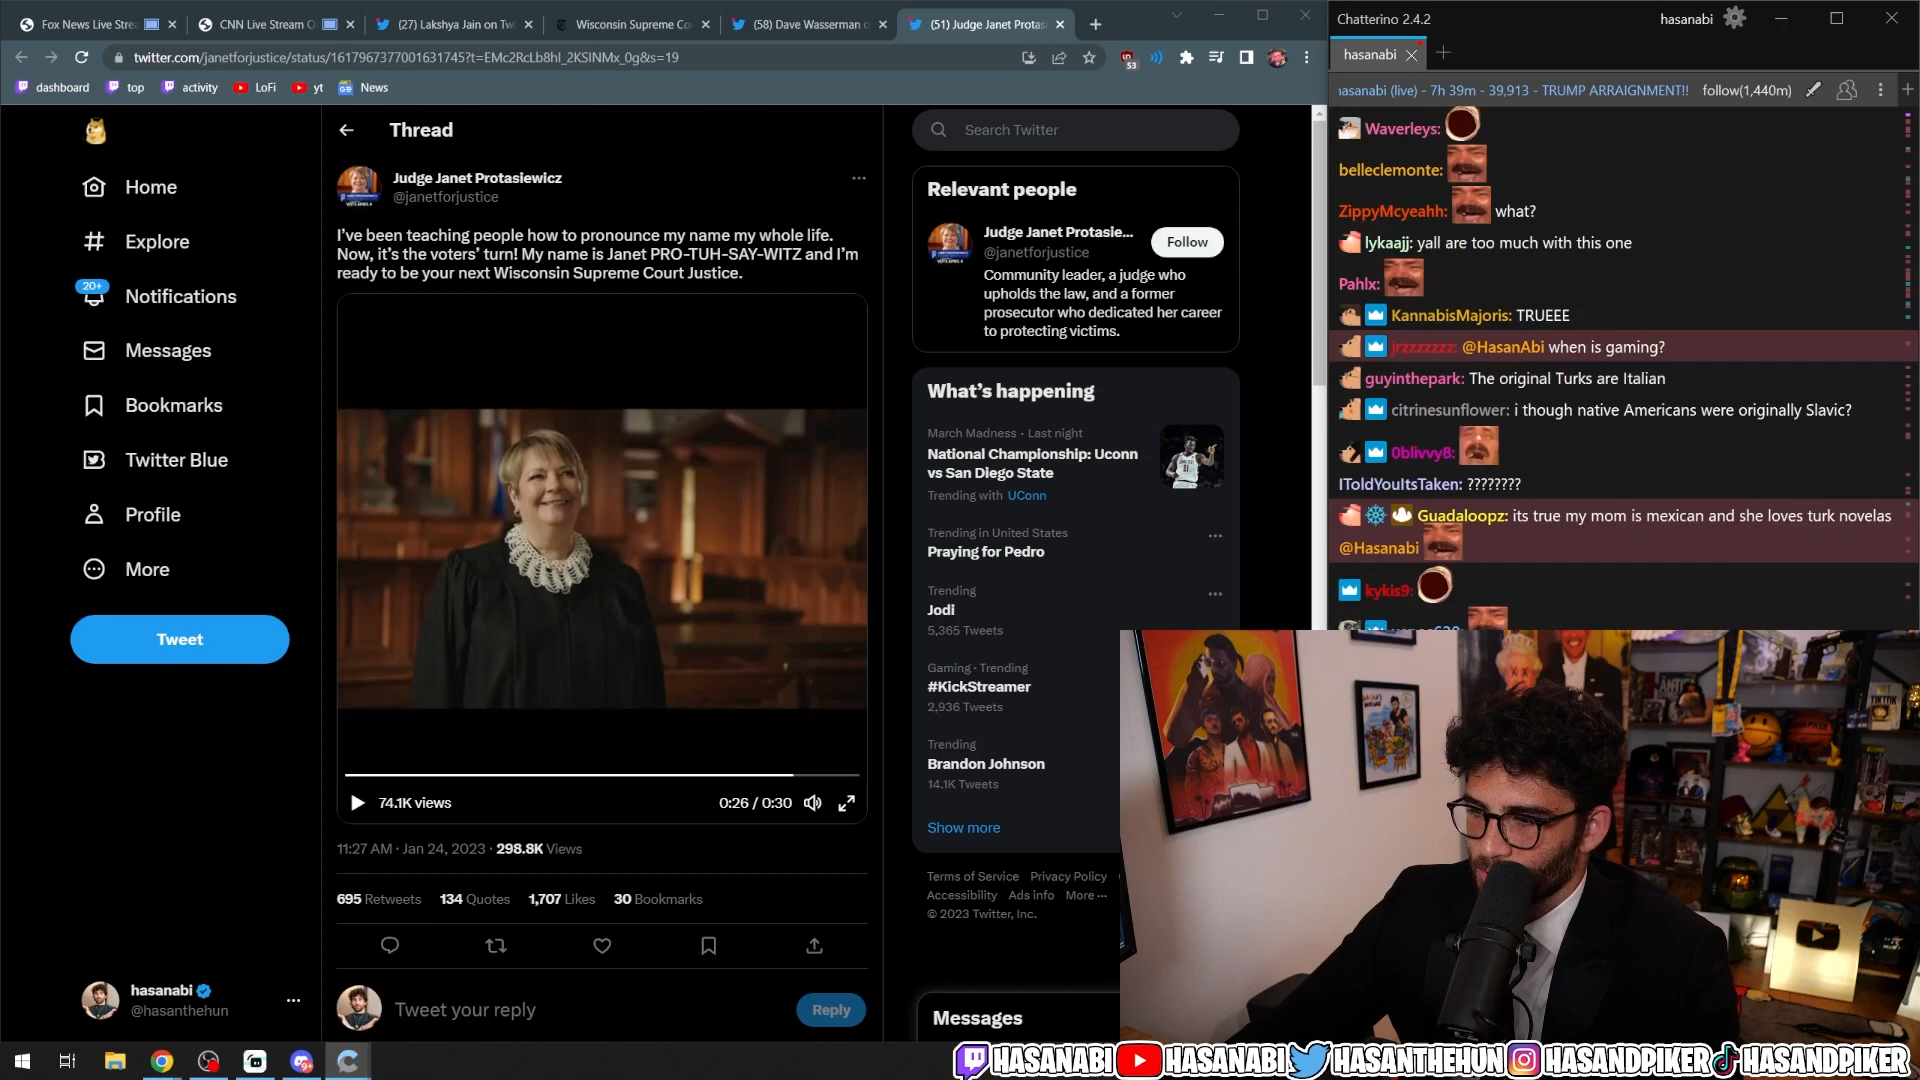 Fox News Live Strea
CNN Live Stream O
(27) Lakshya Jain on Twi
Wisconsin Supreme Co
(58) Dave Wasserman o
(51) Judge Janet Protas
twitter.com/janetforjustice/status/1617967377001631745?t=EMc2RcLb8hl_2KSlNMx_0g&s=19
53
dashboard
top
activity
LoFi
yt
News
Thread
Home
Explore
20+
Notifications
Messages
Bookmarks
Twitter Blue
Profile
More
Tweet
hasanabi
@hasanthehun
Judge Janet Protasiewicz
@janetforjustice
I've been teaching people how to pronounce my name my whole life.
Now, it's the voters' turn! My name is Janet PRO-TUH-SAY-WITZ and I'm
ready to be your next Wisconsin Supreme Court Justice.
74.1K views
0:26 / 0:30
11:27 AM · Jan 24, 2023 · 298.8K Views
695 Retweets 134 Quotes 1,707 Likes 30 Bookmarks
Tweet your reply
Reply
Search Twitter
Relevant people
Judge Janet Protasie...
@janetforjustice
Follow
Community leader, a judge who
upholds the law, and a former
prosecutor who dedicated her career
to protecting victims.
What's happening
March Madness · Last night
National Championship: Uconn
vs San Diego State
Trending with UConn
Trending in United States
Praying for Pedro
Trending
Jodi
5,365 Tweets
Gaming · Trending
#KickStreamer
2,936 Tweets
Trending
Brandon Johnson
14.1K Tweets
Show more
Terms of Service Privacy Policy
Accessibility Ads info More ···
© 2023 Twitter, Inc.
Messages
Chatterino 2.4.2
hasanabi
hasanabi
hasanabi (live) - 7h 39m - 39,913 - TRUMP ARRAIGNMENT!!
follow(1,440m)
Waverleys:
belleclemonte:
ZippyMcyeahh: what?
lykaajj: yall are too much with this one
Pahlx:
KannabisMajoris: TRUEEE
jrzzzzzzz: @HasanAbi when is gaming?
guyinthepark: The original Turks are Italian
citrinesunflower: i though native Americans were originally Slavic?
0blivvy8:
IToldYouItsTaken: ????????
Guadaloopz: its true my mom is mexican and she loves turk novelas
@Hasanabi
kykis9:
HASANABI
HASANABI
HASANTHEHUN
HASANDPIKER
HASANDPIKER